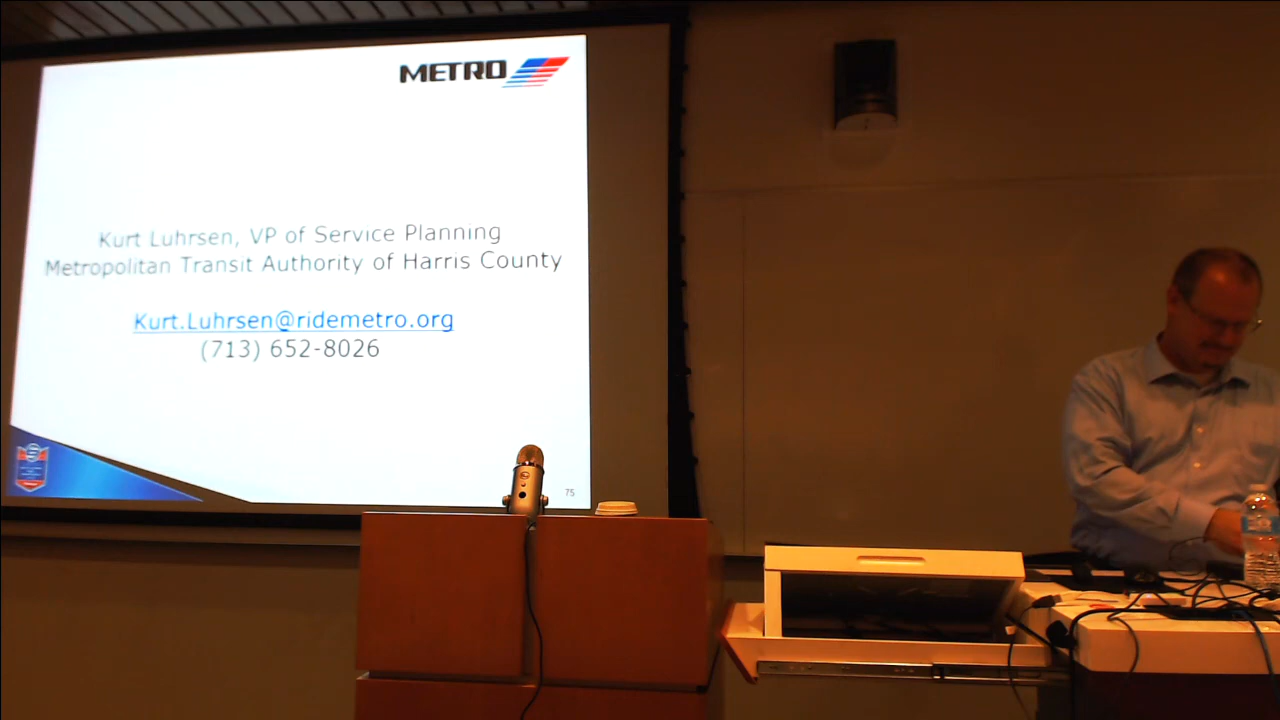 METRO
Kurt Luhrsen, VP of Service Planning
Metropolitan Transit Authority of Harris County
Kurt.Luhrsen@ridemetro.org
(713) 652-8026
75